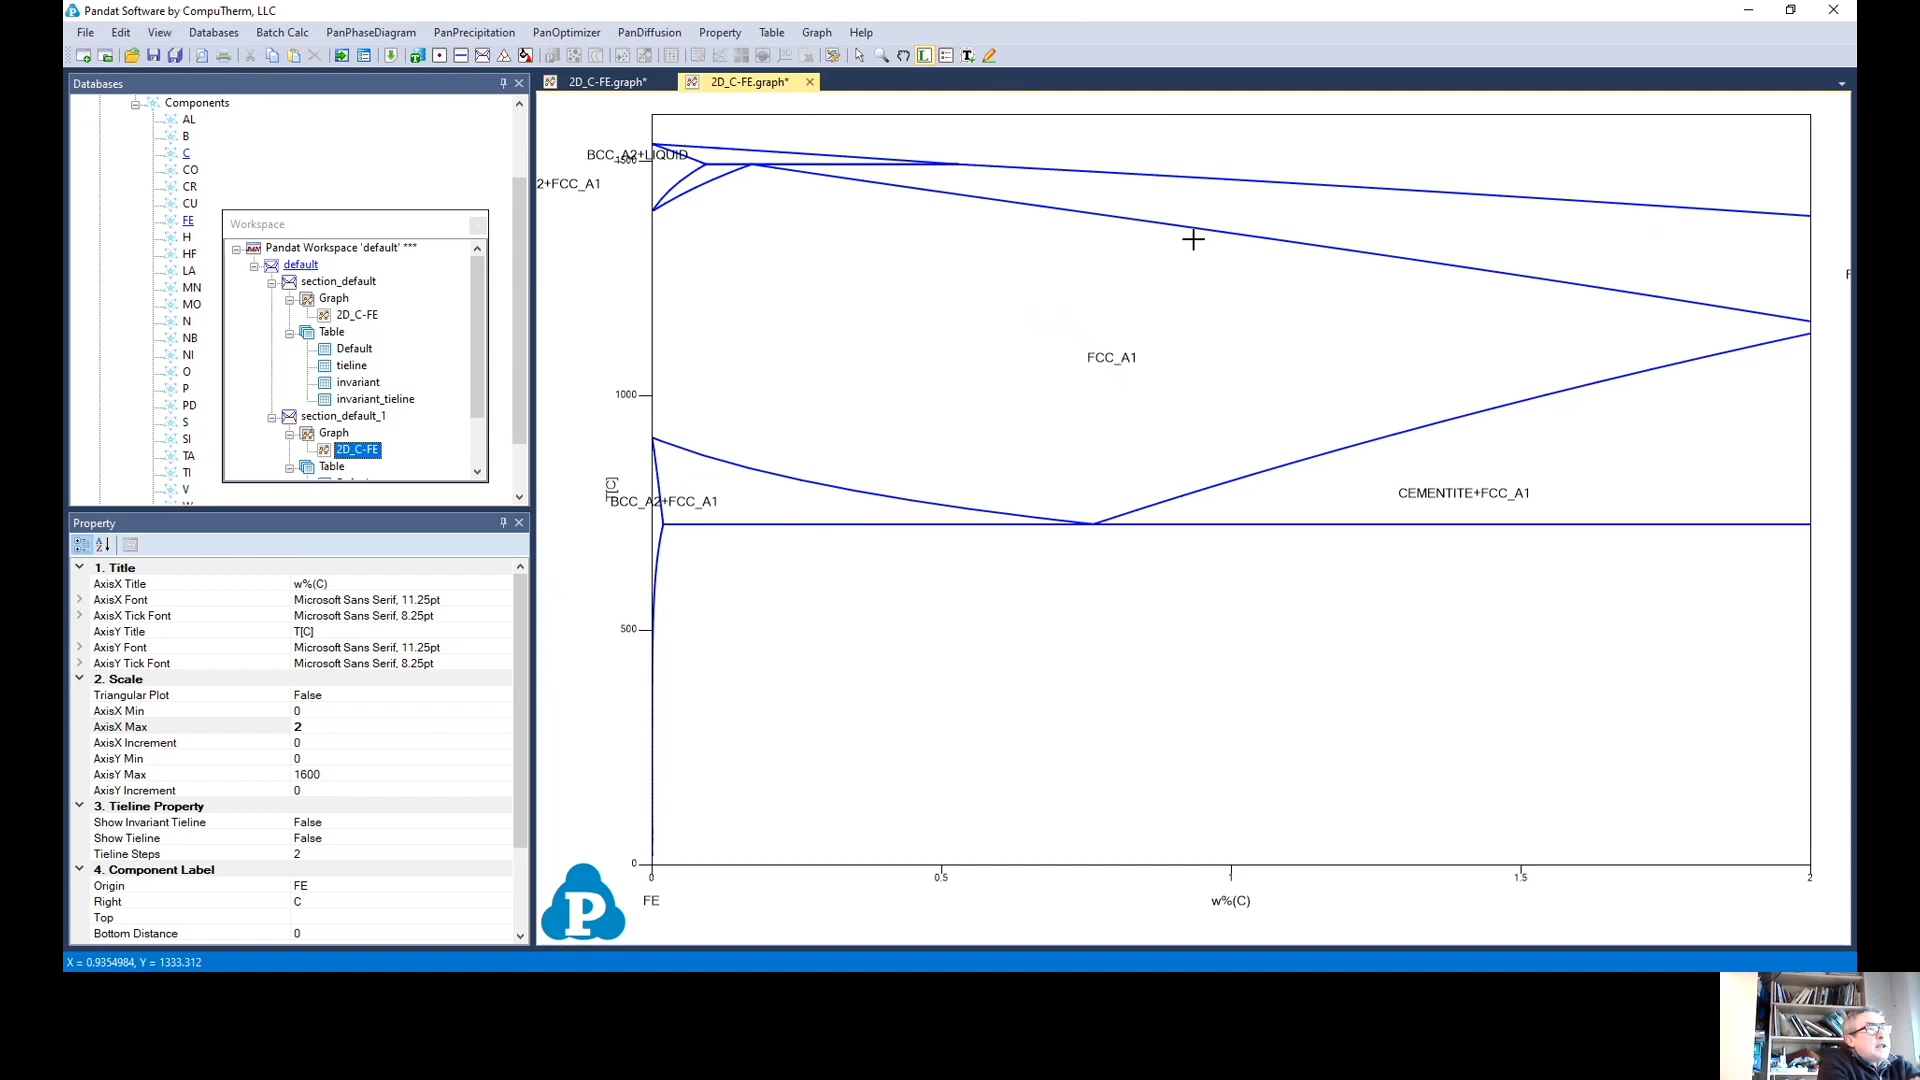 Pandat Software by CompuTherm, LLC
File Edit View Databases Batch Calc PanPhaseDiagram PanPrecipitation PanOptimizer PanDiffusion Property Table Graph Help
Databases
2D_C-FE.graph* 2D_C-FE.graph*
Components
AL
B
C
CO
CR
CU
FE
H
HF
LA
MN
MO
N
NB
NI
O
P
PD
S
SI
TA
TI
V
Workspace
Pandat Workspace 'default' ***
default
section_default
Graph
2D_C-FE
Table
Default
tieline
invariant
invariant_tieline
section_default_1
Graph
2D_C-FE
Table
Property
1. Title
AxisX Title w%(C)
AxisX Font Microsoft Sans Serif, 11.25pt
AxisX Tick Font Microsoft Sans Serif, 8.25pt
AxisY Title T[C]
AxisY Font Microsoft Sans Serif, 11.25pt
AxisY Tick Font Microsoft Sans Serif, 8.25pt
2. Scale
Triangular Plot False
AxisX Min 0
AxisX Max 2
AxisX Increment 0
AxisY Min 0
AxisY Max 1600
AxisY Increment 0
3. Tieline Property
Show Invariant Tieline False
Show Tieline False
Tieline Steps 2
4. Component Label
Origin FE
Right C
Top
Bottom Distance 0
BCC_A2+LIQUID
1500
2+FCC_A1
FCC_A1
1000
T[C]
BCC_A2+FCC_A1
CEMENTITE+FCC_A1
500
0
0 0.5 1 1.5 2
FE w%(C)
P
X = 0.9354984, Y = 1333.312